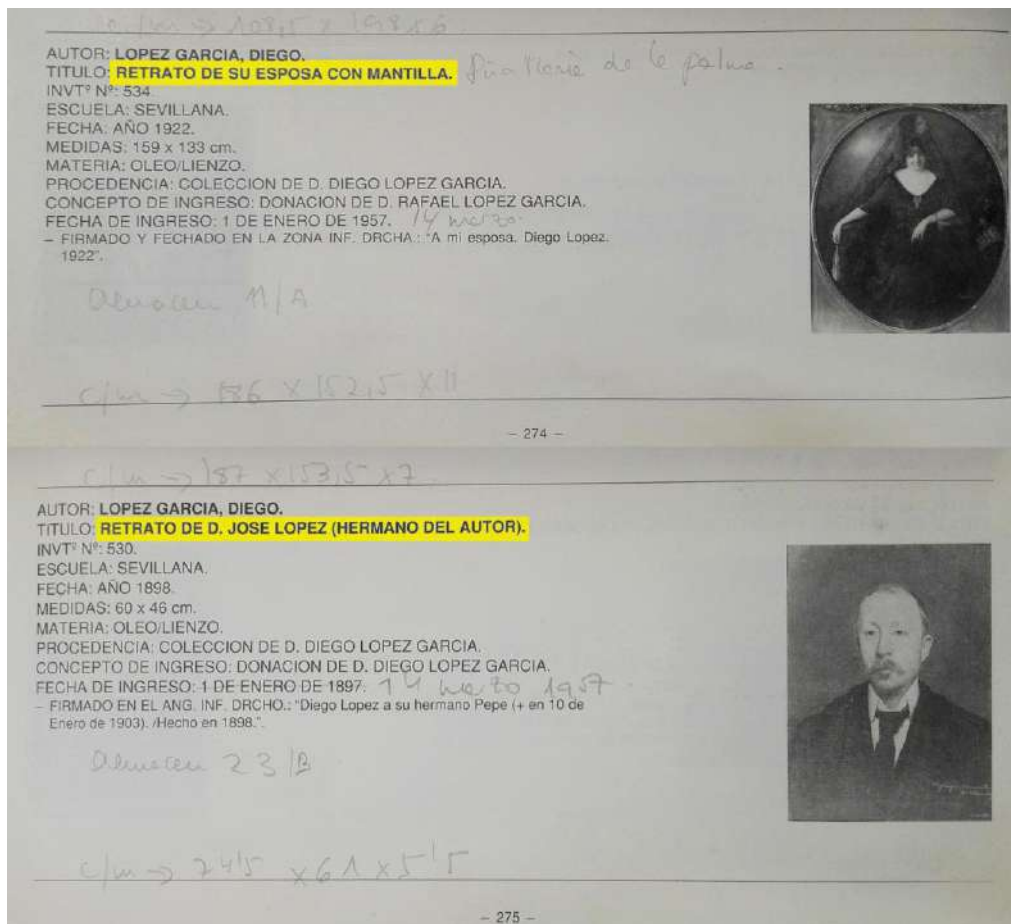 c/m → 108,5 x 198 x 6
AUTOR: LOPEZ GARCIA, DIEGO.
TITULO: RETRATO DE SU ESPOSA CON MANTILLA. Dña María de la palma.
INVTº Nº: 534.
ESCUELA: SEVILLANA.
FECHA: AÑO 1922.
MEDIDAS: 159 x 133 cm.
MATERIA: OLEO/LIENZO.
PROCEDENCIA: COLECCION DE D. DIEGO LOPEZ GARCIA.
CONCEPTO DE INGRESO: DONACION DE D. RAFAEL LOPEZ GARCIA.
FECHA DE INGRESO: 1 DE ENERO DE 1957. 14 marzo.
– FIRMADO Y FECHADO EN LA ZONA INF. DRCHA.: "A mi esposa. Diego Lopez.
1922".
Almacen 11/A
c/m → 186 x 152,5 x 11
– 274 –
c/m → 187 x 153,5 x 7
AUTOR: LOPEZ GARCIA, DIEGO.
TITULO: RETRATO DE D. JOSE LOPEZ (HERMANO DEL AUTOR).
INVTº Nº: 530.
ESCUELA: SEVILLANA.
FECHA: AÑO 1898.
MEDIDAS: 60 x 46 cm.
MATERIA: OLEO/LIENZO.
PROCEDENCIA: COLECCION DE D. DIEGO LOPEZ GARCIA.
CONCEPTO DE INGRESO: DONACION DE D. DIEGO LOPEZ GARCIA.
FECHA DE INGRESO: 1 DE ENERO DE 1897. 14 marzo 1957.
– FIRMADO EN EL ANG. INF. DRCHO.: "Diego Lopez a su hermano Pepe (+ en 10 de
Enero de 1903). /Hecho en 1898.".
Almacen 23/B
c/m → 74'5 x 61 x 5'5
– 275 –